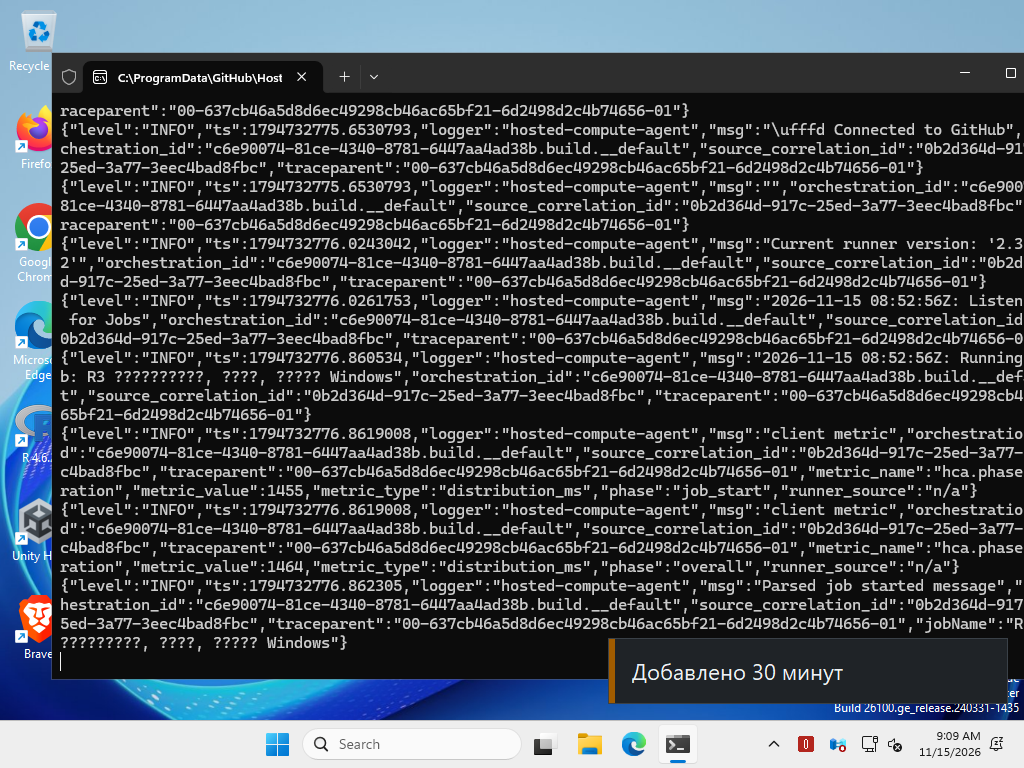 Recycle
Firefo
Googl
Chrom
Micros
Edge
R 4.6.
Unity H
Brave
C:\ProgramData\GitHub\Host
raceparent":"00-637cb46a5d8d6ec49298cb46ac65bf21-6d2498d2c4b74656-01"}
{"level":"INFO","ts":1794732775.6530793,"logger":"hosted-compute-agent","msg":"\ufffd Connected to GitHub",
chestration_id":"c6e90074-81ce-4340-8781-6447aa4ad38b.build.__default","source_correlation_id":"0b2d364d-917
25ed-3a77-3eec4bad8fbc","traceparent":"00-637cb46a5d8d6ec49298cb46ac65bf21-6d2498d2c4b74656-01"}
{"level":"INFO","ts":1794732775.6530793,"logger":"hosted-compute-agent","msg":"","orchestration_id":"c6e9007
81ce-4340-8781-6447aa4ad38b.build.__default","source_correlation_id":"0b2d364d-917c-25ed-3a77-3eec4bad8fbc"
raceparent":"00-637cb46a5d8d6ec49298cb46ac65bf21-6d2498d2c4b74656-01"}
{"level":"INFO","ts":1794732776.0243042,"logger":"hosted-compute-agent","msg":"Current runner version: '2.3
2'","orchestration_id":"c6e90074-81ce-4340-8781-6447aa4ad38b.build.__default","source_correlation_id":"0b2d
d-917c-25ed-3a77-3eec4bad8fbc","traceparent":"00-637cb46a5d8d6ec49298cb46ac65bf21-6d2498d2c4b74656-01"}
{"level":"INFO","ts":1794732776.0261753,"logger":"hosted-compute-agent","msg":"2026-11-15 08:52:56Z: Listen
for Jobs","orchestration_id":"c6e90074-81ce-4340-8781-6447aa4ad38b.build.__default","source_correlation_id
0b2d364d-917c-25ed-3a77-3eec4bad8fbc","traceparent":"00-637cb46a5d8d6ec49298cb46ac65bf21-6d2498d2c4b74656-0
{"level":"INFO","ts":1794732776.860534,"logger":"hosted-compute-agent","msg":"2026-11-15 08:52:56Z: Running
b: R3 ??????????, ????, ????? Windows","orchestration_id":"c6e90074-81ce-4340-8781-6447aa4ad38b.build.__def
t","source_correlation_id":"0b2d364d-917c-25ed-3a77-3eec4bad8fbc","traceparent":"00-637cb46a5d8d6ec49298cb46
65bf21-6d2498d2c4b74656-01"}
{"level":"INFO","ts":1794732776.8619008,"logger":"hosted-compute-agent","msg":"client metric","orchestratio
d":"c6e90074-81ce-4340-8781-6447aa4ad38b.build.__default","source_correlation_id":"0b2d364d-917c-25ed-3a77-
c4bad8fbc","traceparent":"00-637cb46a5d8d6ec49298cb46ac65bf21-6d2498d2c4b74656-01","metric_name":"hca.phase
ration","metric_value":1455,"metric_type":"distribution_ms","phase":"job_start","runner_source":"n/a"}
{"level":"INFO","ts":1794732776.8619008,"logger":"hosted-compute-agent","msg":"client metric","orchestratio
d":"c6e90074-81ce-4340-8781-6447aa4ad38b.build.__default","source_correlation_id":"0b2d364d-917c-25ed-3a77-
c4bad8fbc","traceparent":"00-637cb46a5d8d6ec49298cb46ac65bf21-6d2498d2c4b74656-01","metric_name":"hca.phase
ration","metric_value":1464,"metric_type":"distribution_ms","phase":"overall","runner_source":"n/a"}
{"level":"INFO","ts":1794732776.862305,"logger":"hosted-compute-agent","msg":"Parsed job started message","
hestration_id":"c6e90074-81ce-4340-8781-6447aa4ad38b.build.__default","source_correlation_id":"0b2d364d-917
5ed-3a77-3eec4bad8fbc","traceparent":"00-637cb46a5d8d6ec49298cb46ac65bf21-6d2498d2c4b74656-01","jobName":"R
?????????, ????, ????? Windows"}
Добавлено 30 минут
Build 26100.ge_release.240331-1435
Search
9:09 AM
11/15/2026